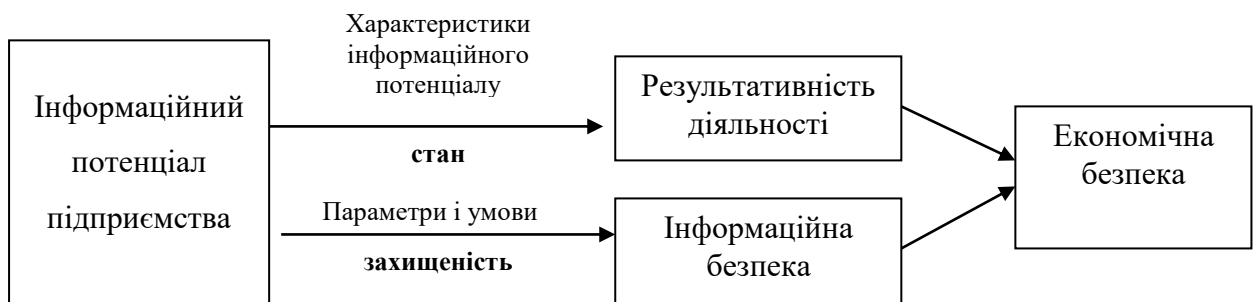 Інформаційний
потенціал
підприємства
Характеристики
інформаційного
потенціалу
стан
Параметри і умови
захищеність
Результативність
діяльності
Інформаційна
безпека
Економічна
безпека